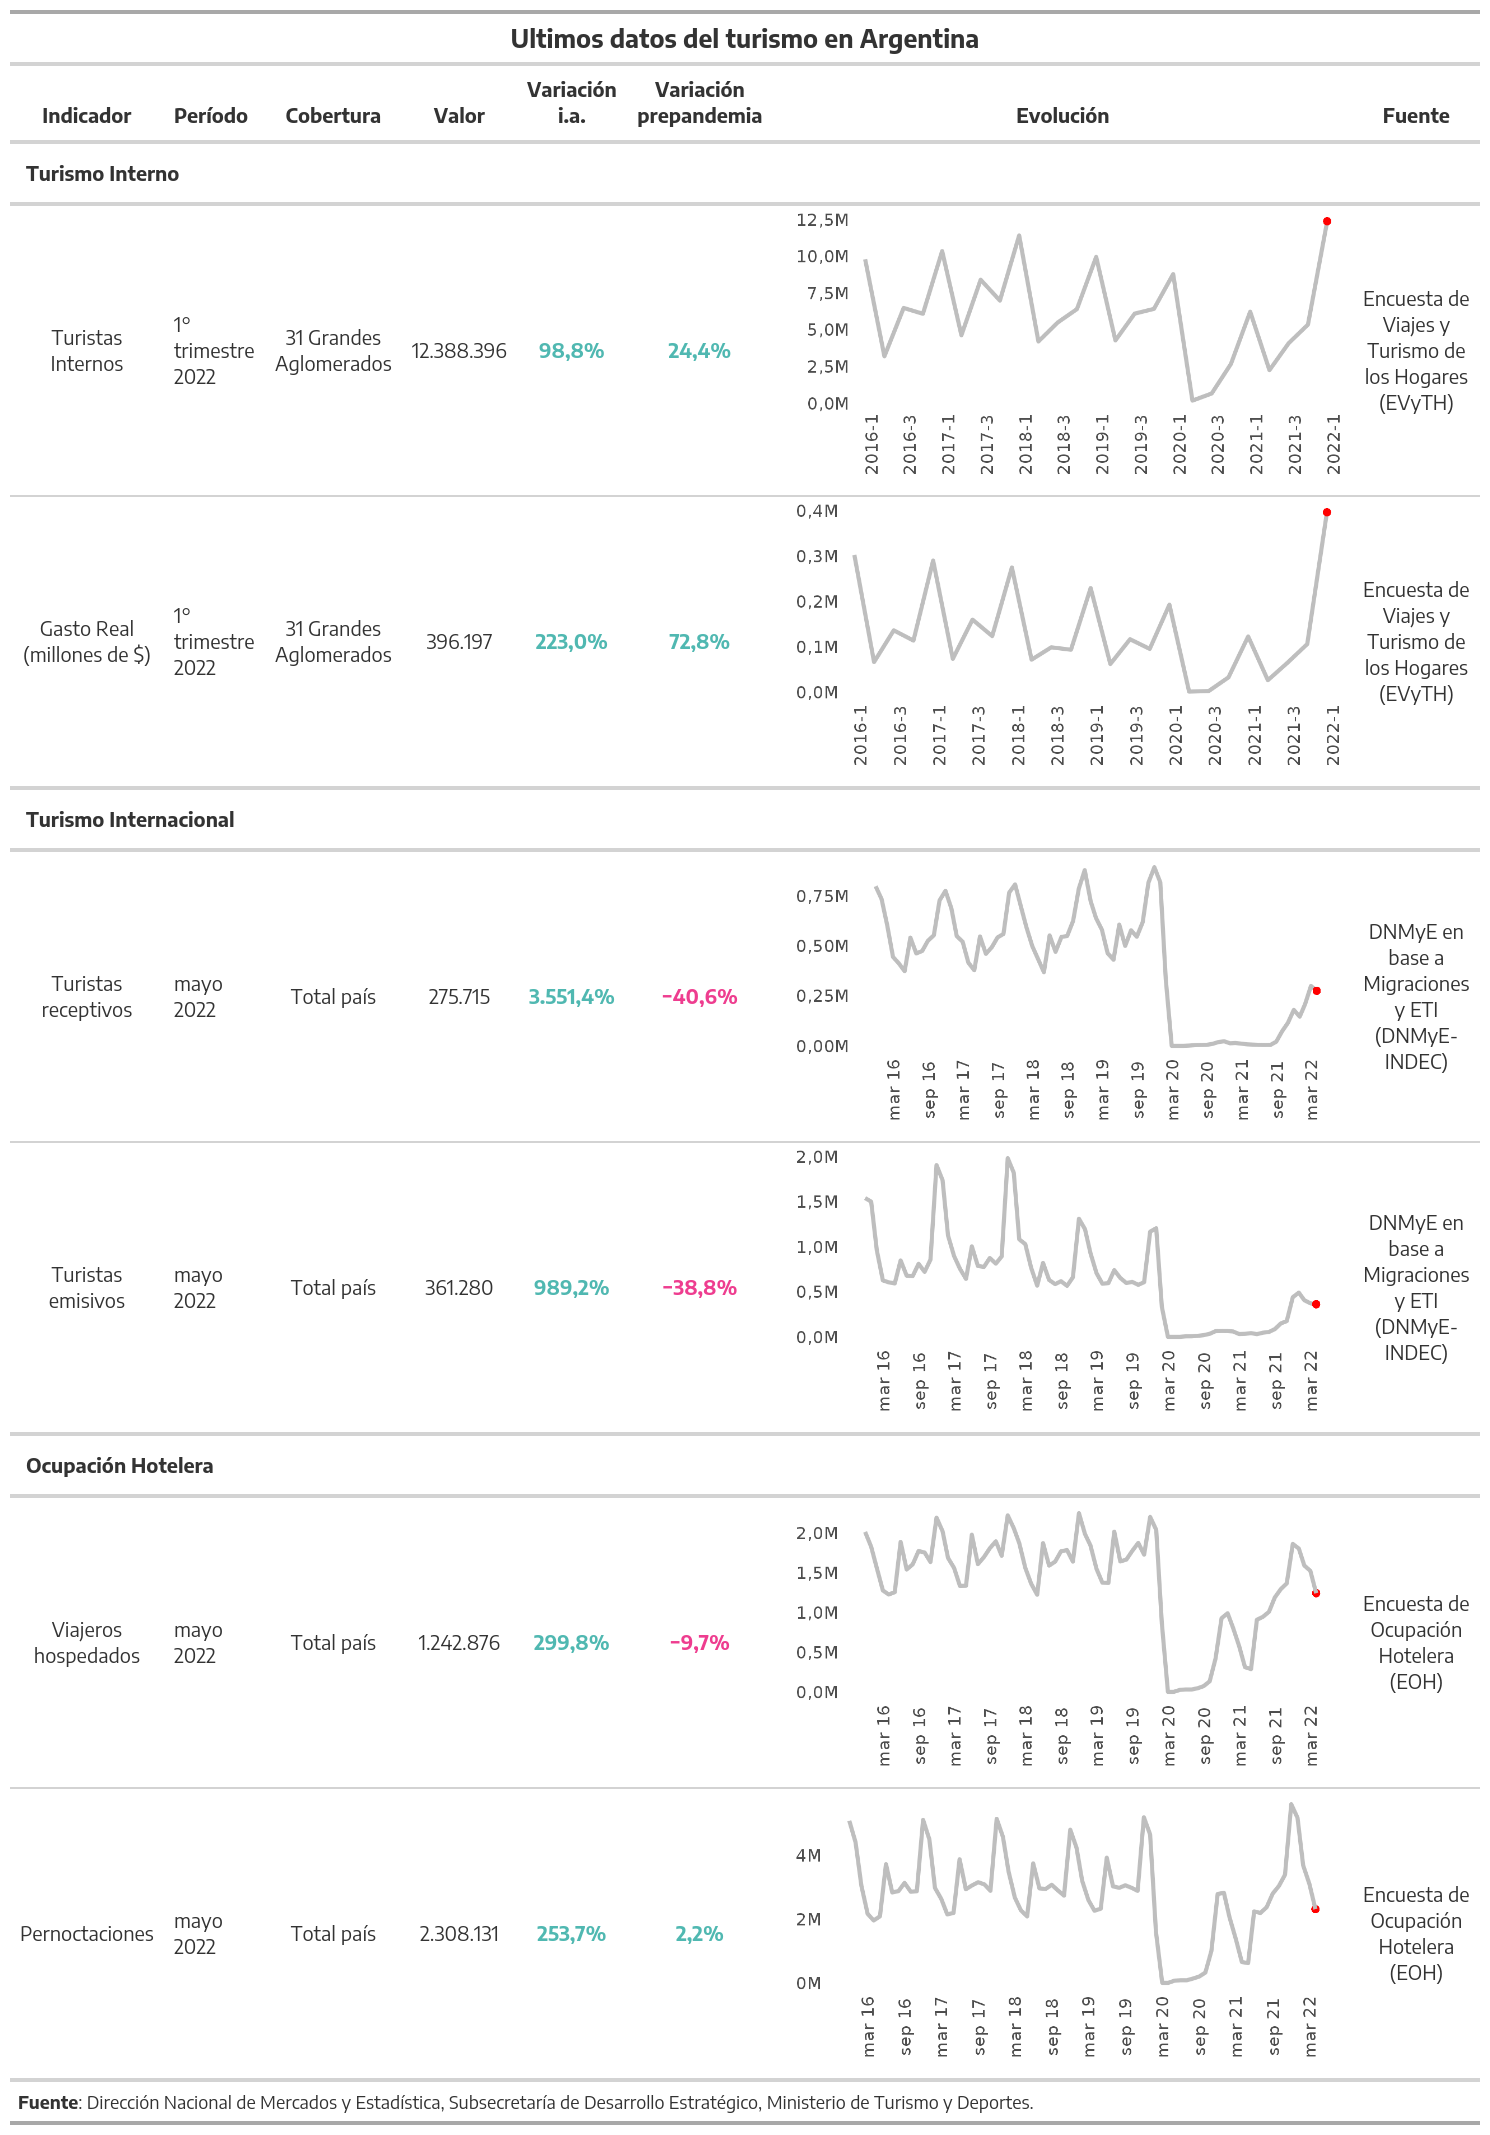 Ultimos datos del turismo en Argentina
Indicador Período Cobertura Valor Variación i.a. Variación prepandemia Evolución Fuente
Turismo Interno
Turistas Internos 1° trimestre 2022 31 Grandes Aglomerados 12.388.396 98,8% 24,4% Encuesta de Viajes y Turismo de los Hogares (EVyTH)
12,5M
10,0M
7,5M
5,0M
2,5M
0,0M
2016-1 2016-3 2017-1 2017-3 2018-1 2018-3 2019-1 2019-3 2020-1 2020-3 2021-1 2021-3 2022-1
Gasto Real (millones de $) 1° trimestre 2022 31 Grandes Aglomerados 396.197 223,0% 72,8% Encuesta de Viajes y Turismo de los Hogares (EVyTH)
0,4M
0,3M
0,2M
0,1M
0,0M
2016-1 2016-3 2017-1 2017-3 2018-1 2018-3 2019-1 2019-3 2020-1 2020-3 2021-1 2021-3 2022-1
Turismo Internacional
Turistas receptivos mayo 2022 Total país 275.715 3.551,4% −40,6% DNMyE en base a Migraciones y ETI (DNMyE-INDEC)
0,75M
0,50M
0,25M
0,00M
mar 16 sep 16 mar 17 sep 17 mar 18 sep 18 mar 19 sep 19 mar 20 sep 20 mar 21 sep 21 mar 22
Turistas emisivos mayo 2022 Total país 361.280 989,2% −38,8% DNMyE en base a Migraciones y ETI (DNMyE-INDEC)
2,0M
1,5M
1,0M
0,5M
0,0M
mar 16 sep 16 mar 17 sep 17 mar 18 sep 18 mar 19 sep 19 mar 20 sep 20 mar 21 sep 21 mar 22
Ocupación Hotelera
Viajeros hospedados mayo 2022 Total país 1.242.876 299,8% −9,7% Encuesta de Ocupación Hotelera (EOH)
2,0M
1,5M
1,0M
0,5M
0,0M
mar 16 sep 16 mar 17 sep 17 mar 18 sep 18 mar 19 sep 19 mar 20 sep 20 mar 21 sep 21 mar 22
Pernoctaciones mayo 2022 Total país 2.308.131 253,7% 2,2% Encuesta de Ocupación Hotelera (EOH)
4M
2M
0M
mar 16 sep 16 mar 17 sep 17 mar 18 sep 18 mar 19 sep 19 mar 20 sep 20 mar 21 sep 21 mar 22
Fuente: Dirección Nacional de Mercados y Estadística, Subsecretaría de Desarrollo Estratégico, Ministerio de Turismo y Deportes.